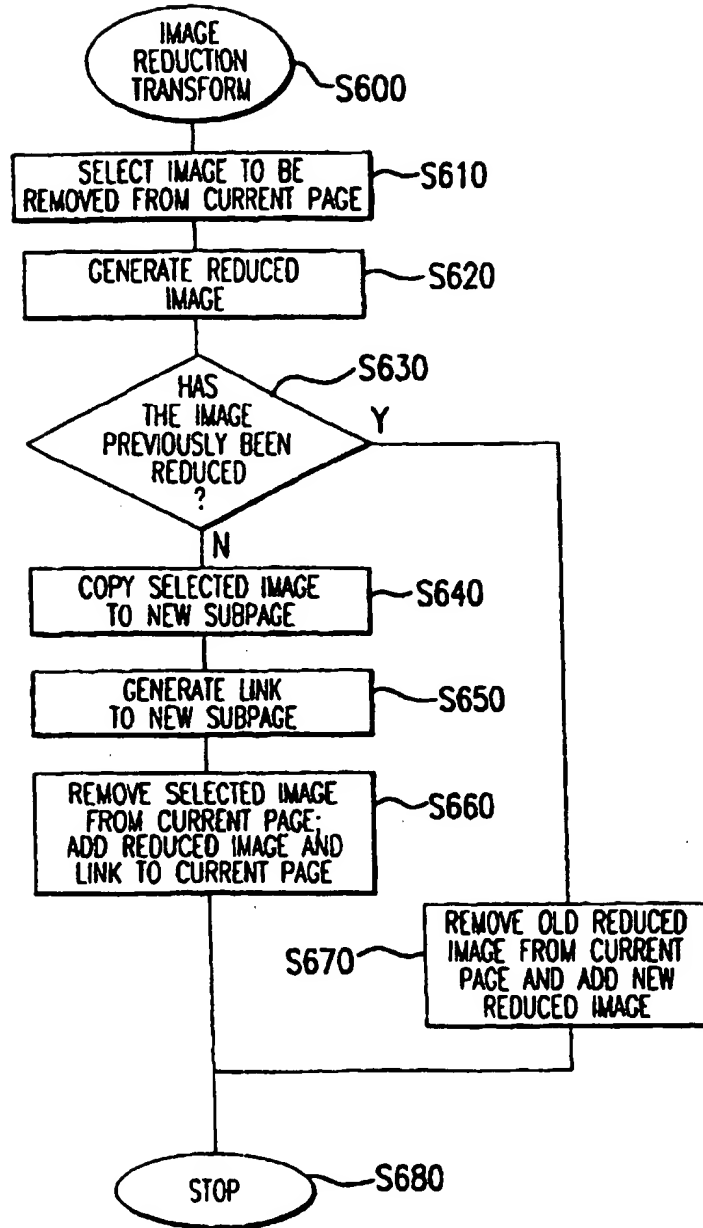 IMAGE
REDUCTION
TRANSFORM
S600
SELECT IMAGE TO BE
REMOVED FROM CURRENT PAGE
S610
GENERATE REDUCED
IMAGE
S620
S630
HAS
THE IMAGE
PREVIOUSLY BEEN
REDUCED
?
Y
N
COPY SELECTED IMAGE
TO NEW SUBPAGE
S640
GENERATE LINK
TO NEW SUBPAGE
S650
REMOVE SELECTED IMAGE
FROM CURRENT PAGE;
ADD REDUCED IMAGE AND
LINK TO CURRENT PAGE
S660
REMOVE OLD REDUCED
IMAGE FROM CURRENT
PAGE AND ADD NEW
REDUCED IMAGE
S670
STOP
S680